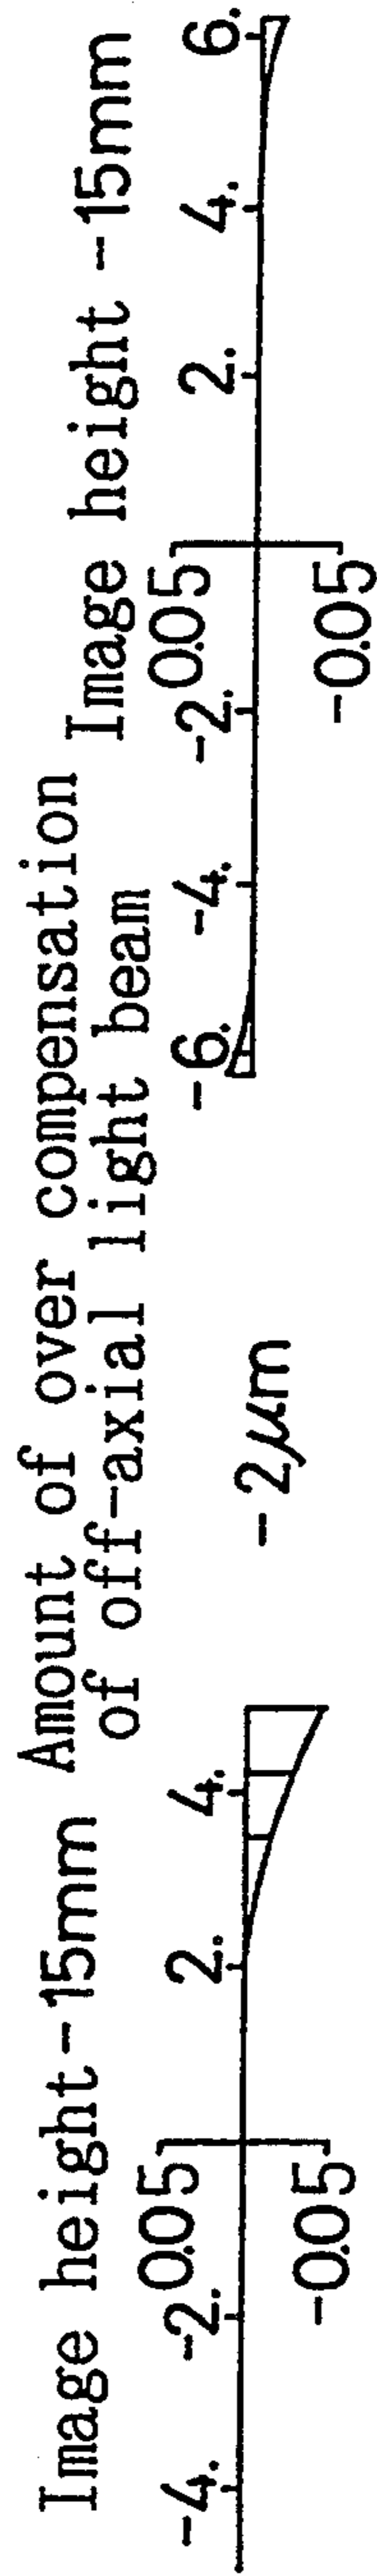 Image height-15mm
0.05
-4. -2. 2. 4.
-0.05
Amount of over compensation
of off-axial light beam
-2μm
Image height -15mm
0.05
-6. -4. -2. 2. 4. 6.
-0.05